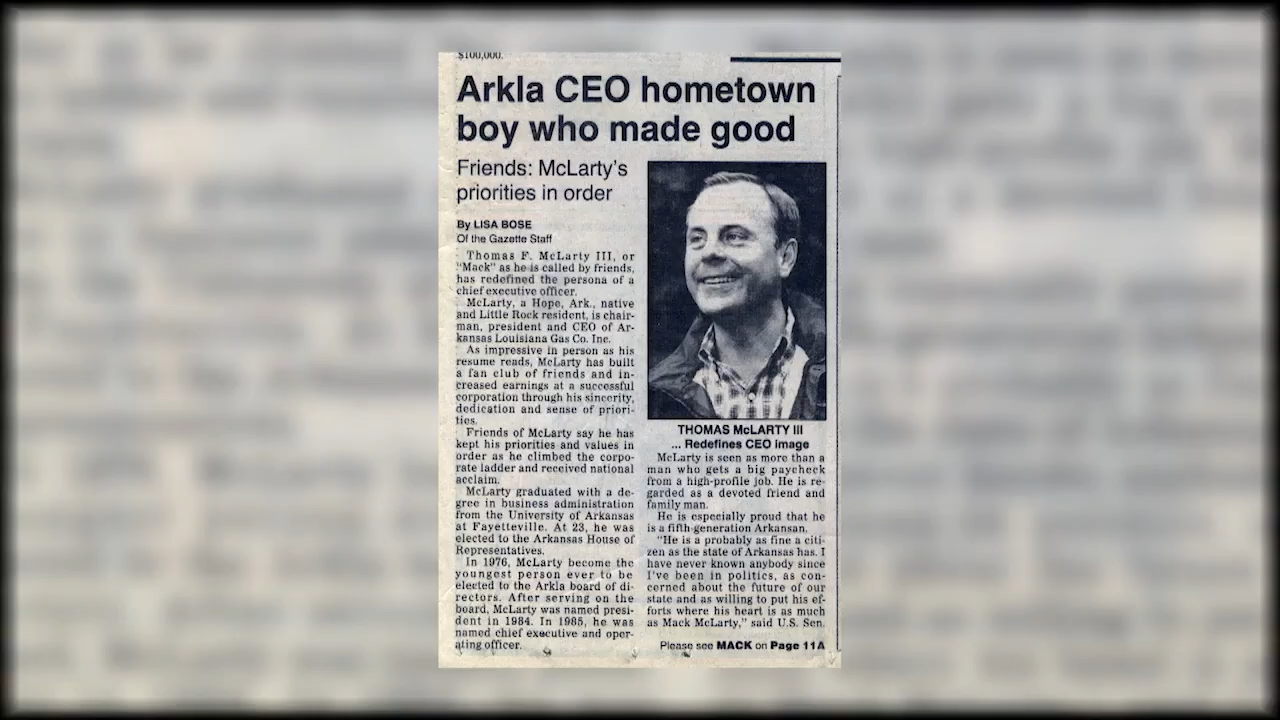 $100,000.
Arkla CEO hometown
boy who made good
Friends: McLarty's
priorities in order
By LISA BOSE
Of the Gazette Staff
Thomas F. McLarty III, or
"Mack" as he is called by friends,
has redefined the persona of a
chief executive officer.
McLarty, a Hope, Ark., native
and Little Rock resident, is chair-
man, president and CEO of Ar-
kansas Louisiana Gas Co. Inc.
As impressive in person as his
resume reads, McLarty has built
a fan club of friends and in-
creased earnings at a successful
corporation through his sincerity,
dedication and sense of priori-
ties.
Friends of McLarty say he has
kept his priorities and values in
order as he climbed the corpo-
rate ladder and received national
acclaim.
McLarty graduated with a de-
gree in business administration
from the University of Arkansas
at Fayetteville. At 23, he was
elected to the Arkansas House of
Representatives.
In 1976, McLarty become the
youngest person ever to be
elected to the Arkla board of di-
rectors. After serving on the
board, McLarty was named presi-
dent in 1984. In 1985, he was
named chief executive and oper-
ating officer.
THOMAS McLARTY III
... Redefines CEO image
McLarty is seen as more than a
man who gets a big paycheck
from a high-profile job. He is re-
garded as a devoted friend and
family man.
He is especially proud that he
is a fifth-generation Arkansan.
"He is a probably as fine a citi-
zen as the state of Arkansas has. I
have never known anybody since
I've been in politics, as con-
cerned about the future of our
state and as willing to put his ef-
forts where his heart is as much
as Mack McLarty," said U.S. Sen.
Please see MACK on Page 11A